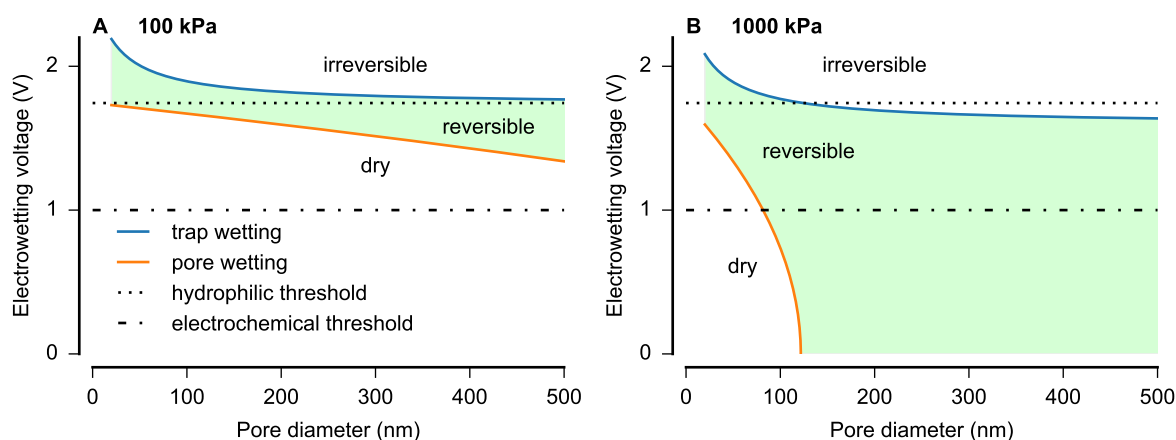 A 100 kPa
Electrowetting voltage (V)
2
1
0
irreversible
reversible
dry
trap wetting
pore wetting
hydrophilic threshold
electrochemical threshold
0 100 200 300 400 500
Pore diameter (nm)
B 1000 kPa
Electrowetting voltage (V)
2
1
0
irreversible
reversible
dry
0 100 200 300 400 500
Pore diameter (nm)